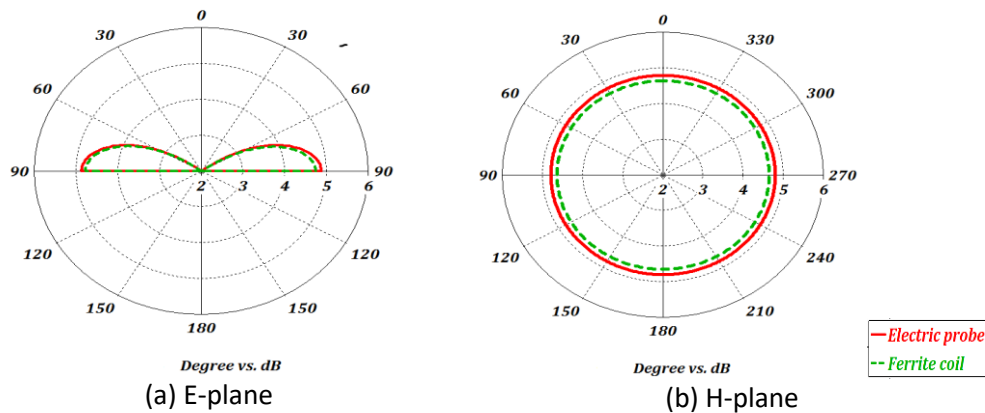 0
30 30
60 60
90 2 3 4 5 6 90
120 120
150 150
180
Degree vs. dB
(a) E-plane
0
30 330
60 300
90 2 3 4 5 6 270
120 240
150 210
180
Degree vs. dB
(b) H-plane
Electric probe
Ferrite coil